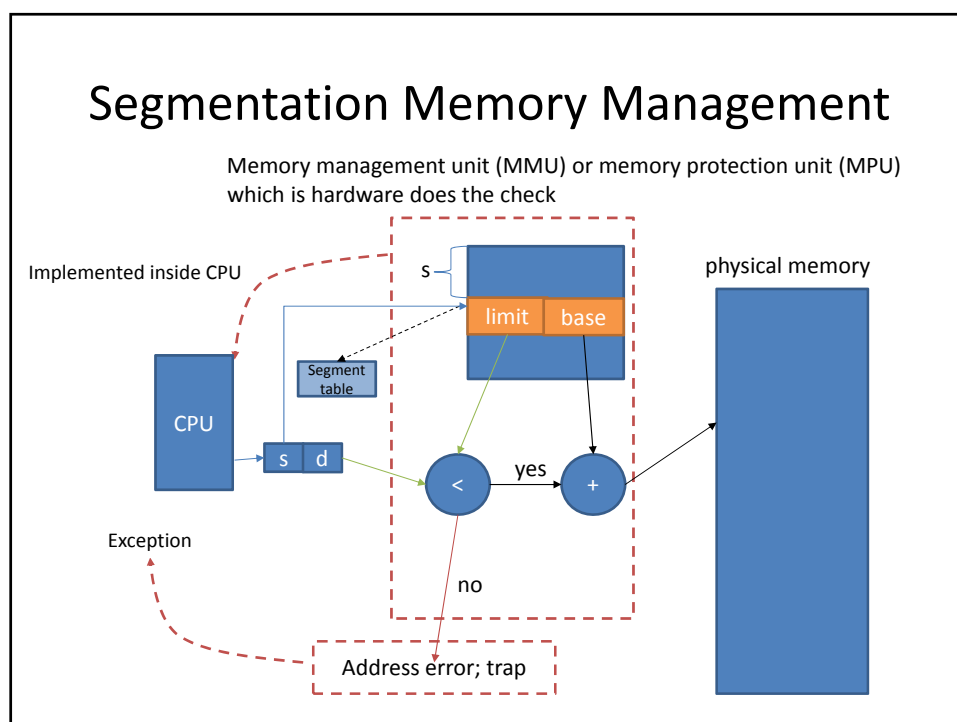 Segmentation Memory Management
Memory management unit (MMU) or memory protection unit (MPU)
which is hardware does the check
Implemented inside CPU
s
physical memory
limit base
Segment
table
CPU
s d
<
yes
+
Exception
no
Address error; trap